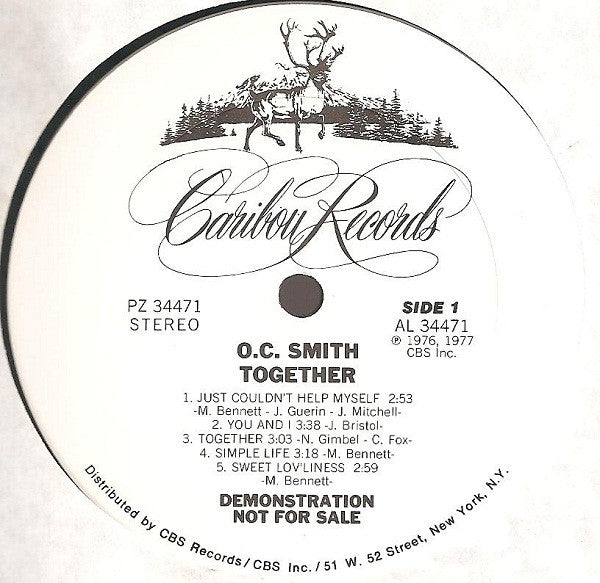 Caribou Records
PZ 34471
STEREO
SIDE 1
AL 34471
℗ 1976, 1977
CBS Inc.
O.C. SMITH
TOGETHER
1. JUST COULDN'T HELP MYSELF 2:53
-M. Bennett - J. Guerin - J. Mitchell-
2. YOU AND I 3:38 -J. Bristol-
3. TOGETHER 3:03 -N. Gimbel - C. Fox-
4. SIMPLE LIFE 3:18 -M. Bennett-
5. SWEET LOV'LINESS 2:59
-M. Bennett-
DEMONSTRATION
NOT FOR SALE
Distributed by CBS Records/CBS Inc./51 W. 52 Street, New York, N.Y.